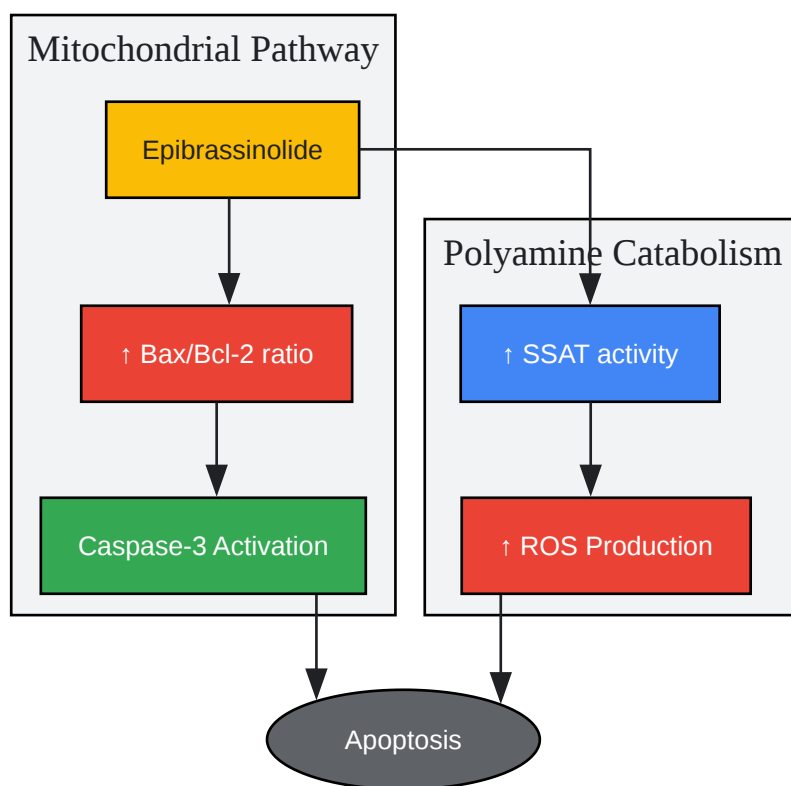 Mitochondrial Pathway
Epibrassinolide
↑ Bax/Bcl-2 ratio
Caspase-3 Activation
Polyamine Catabolism
↑ SSAT activity
↑ ROS Production
Apoptosis